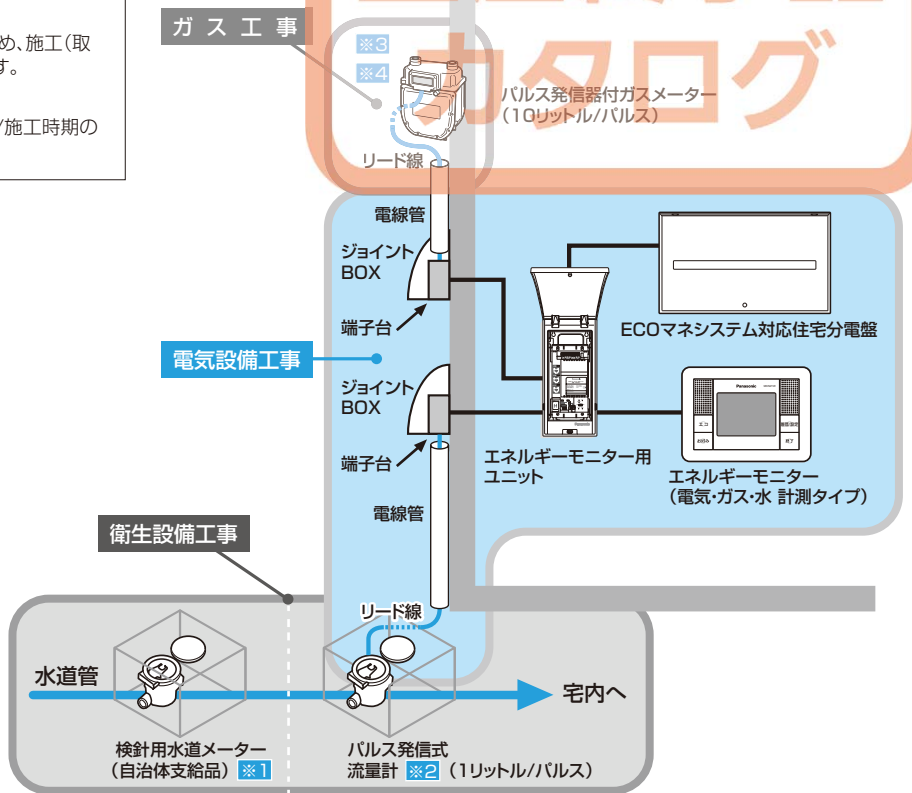 め、施工(取
す。
/施工時期の
ガス工事
カタログ
※3
※4
パルス発信器付ガスメーター
(10リットル/パルス)
リード線
電線管
ジョイント
BOX
端子台
ECOマネシステム対応住宅分電盤
電気設備工事
ジョイント
BOX
端子台
Panasonic
エネルギーモニター用
ユニット
エネルギーモニター
(電気・ガス・水 計測タイプ)
電線管
衛生設備工事
リード線
水道管
宅内へ
検針用水道メーター
(自治体支給品) ※1
パルス発信式
流量計 ※2 (1リットル/パルス)